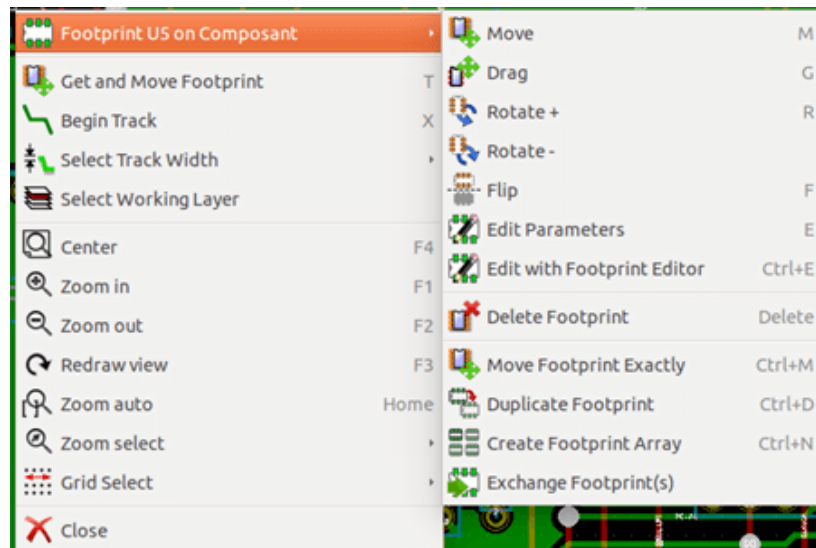 Footprint US on Composant
Get and Move Footprint T
Begin Track X
Select Track Width
Select Working Layer
Center F4
Zoom in F1
Zoom out F2
Redraw view F3
Zoom auto Home
Zoom select
Grid Select
Close
Move M
Drag G
Rotate + R
Rotate -
Flip F
Edit Parameters E
Edit with Footprint Editor Ctrl+E
Delete Footprint Delete
Move Footprint Exactly Ctrl+M
Duplicate Footprint Ctrl+D
Create Footprint Array Ctrl+N
Exchange Footprint(s)